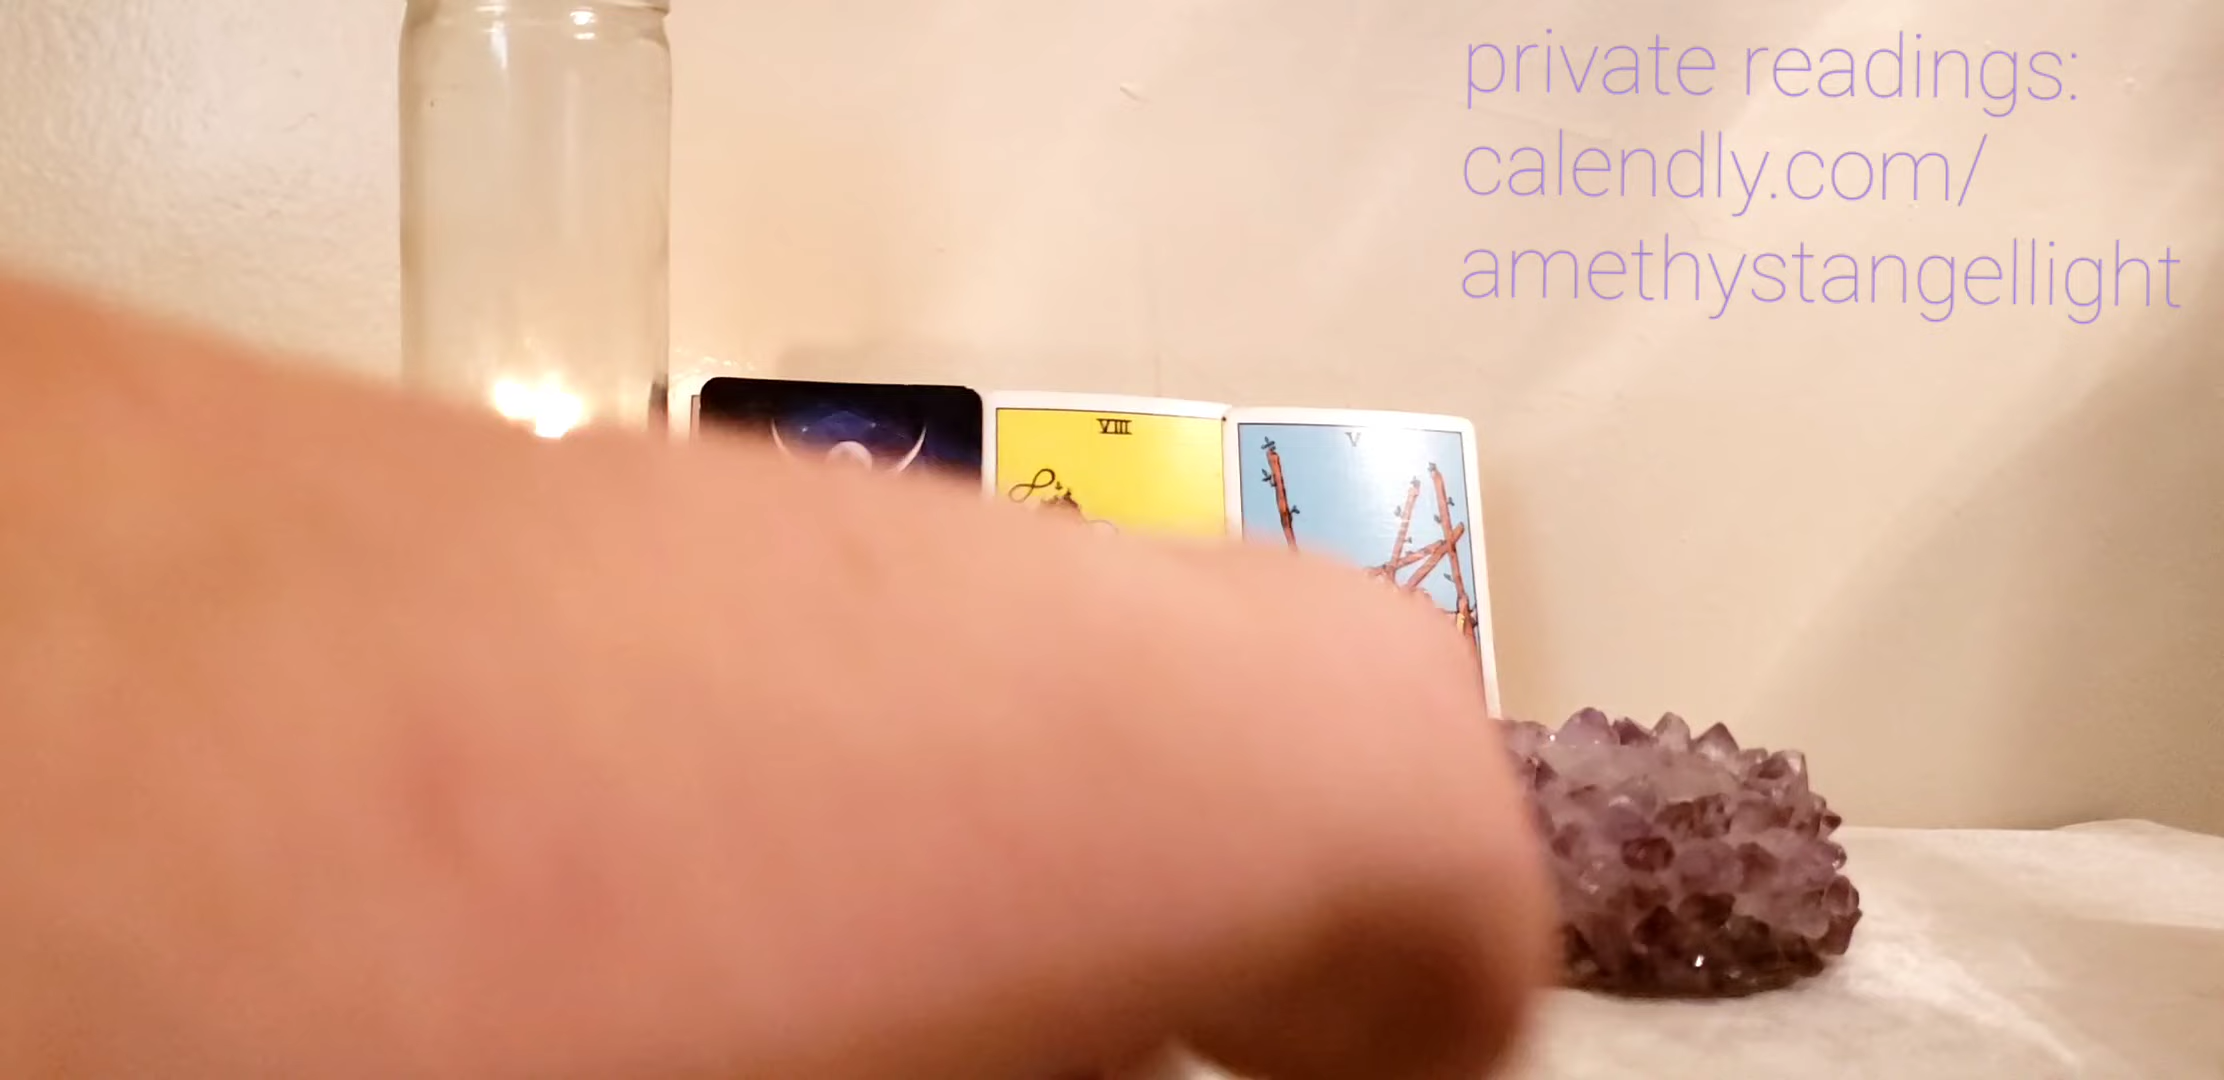 private readings:
calendly.com/
amethystangellight
VIII
V